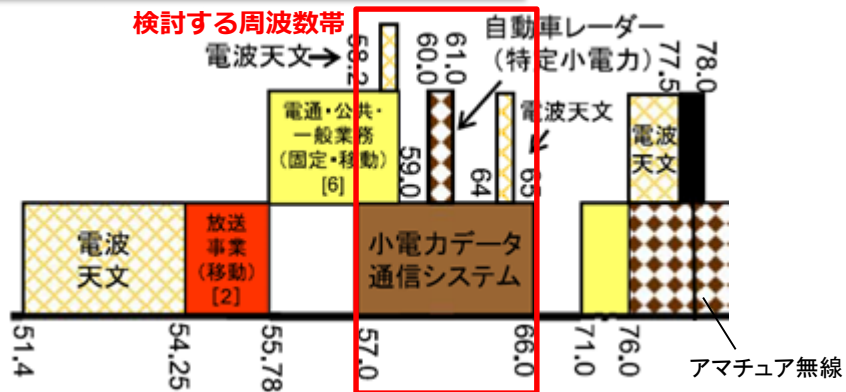 検討する周波数帯
電波天文→
58.2
60.0
61.0
自動車レーダー
(特定小電力)
77.5
78.0
電通・公共・
一般業務
(固定・移動)
[6]
59.0
64
65
電波天文
電波
天文
電波
天文
放送
事業
(移動)
[2]
小電力データ
通信システム
51.4
54.25
55.78
57.0
66.0
71.0
76.0
アマチュア無線